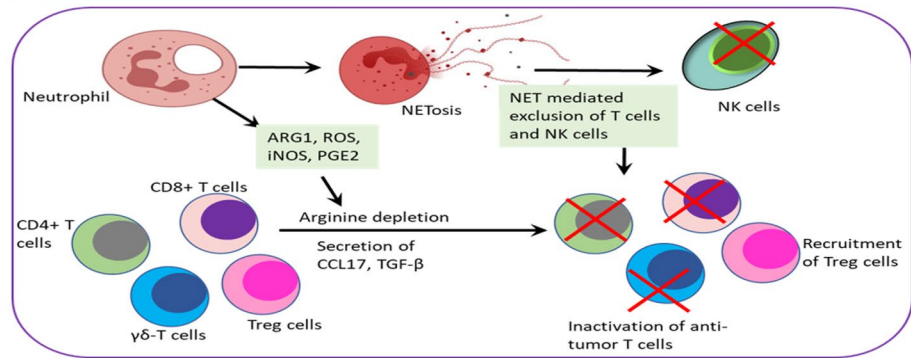 Neutrophil
NETosis
NK cells
NET mediated
exclusion of T cells
and NK cells
ARG1, ROS,
iNOS, PGE2
CD8+ T cells
CD4+ T
cells
γδ-T cells
Treg cells
Arginine depletion
Secretion of
CCL17, TGF-β
Recruitment
of Treg cells
Inactivation of anti-
tumor T cells